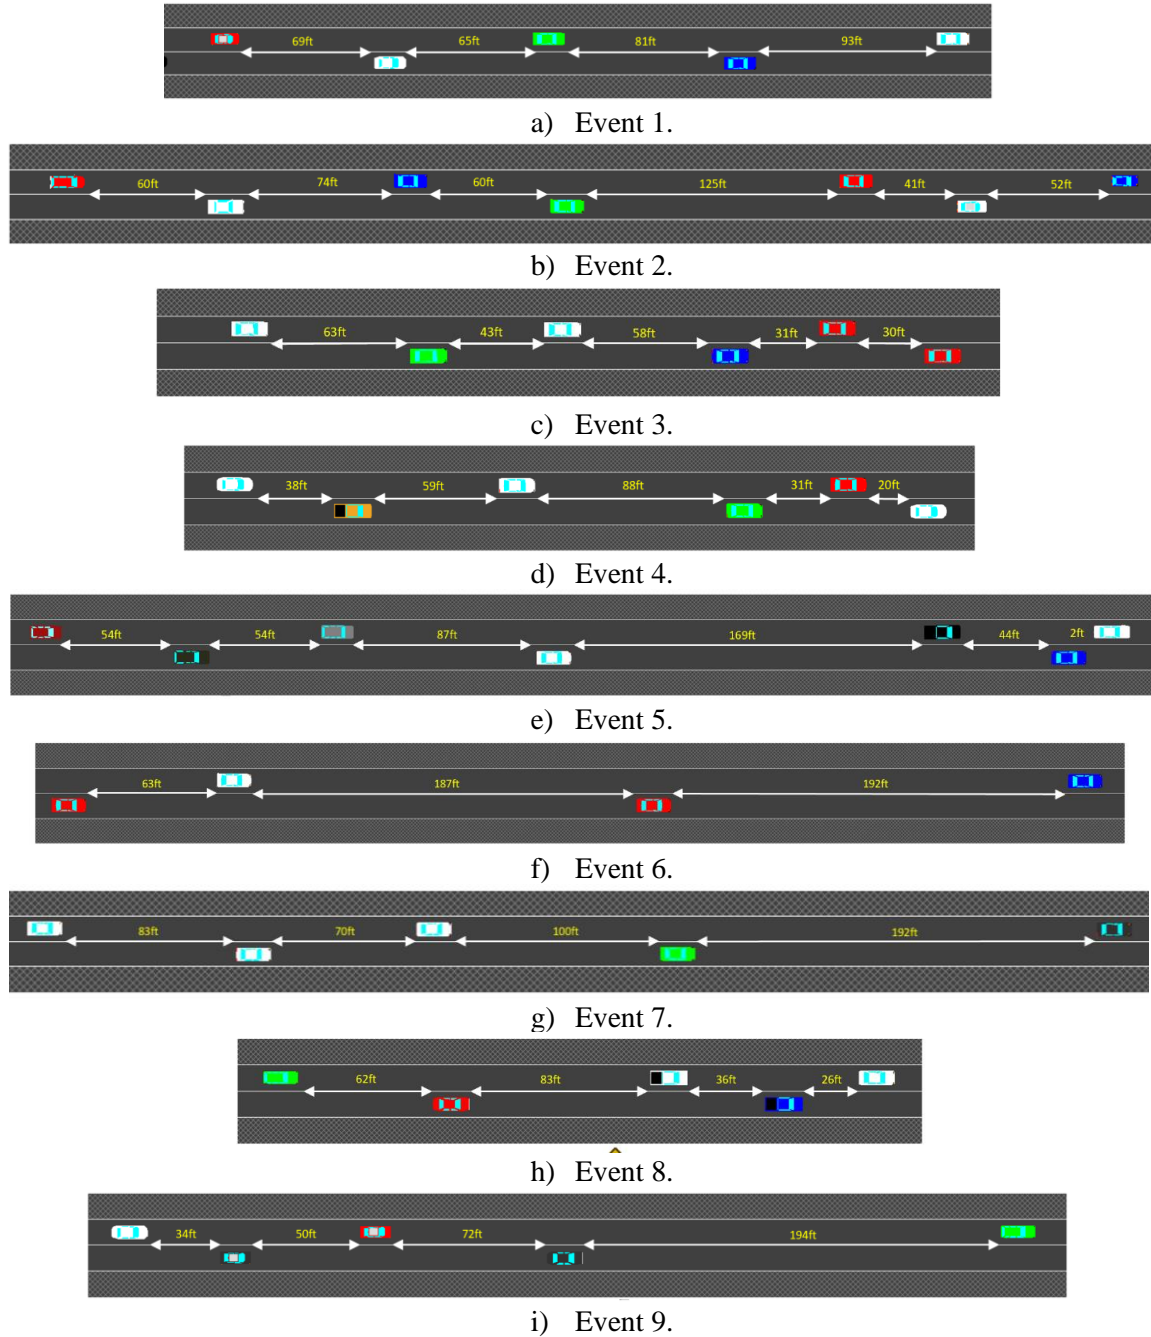 69ft 65ft 81ft 93ft
a) Event 1.
60ft 74ft 60ft 125ft 41ft 52ft
b) Event 2.
63ft 43ft 58ft 31ft 30ft
c) Event 3.
38ft 59ft 88ft 31ft 20ft
d) Event 4.
54ft 54ft 87ft 169ft 44ft 2ft
e) Event 5.
63ft 187ft 192ft
f) Event 6.
83ft 70ft 100ft 192ft
g) Event 7.
62ft 83ft 36ft 26ft
h) Event 8.
34ft 50ft 72ft 194ft
i) Event 9.